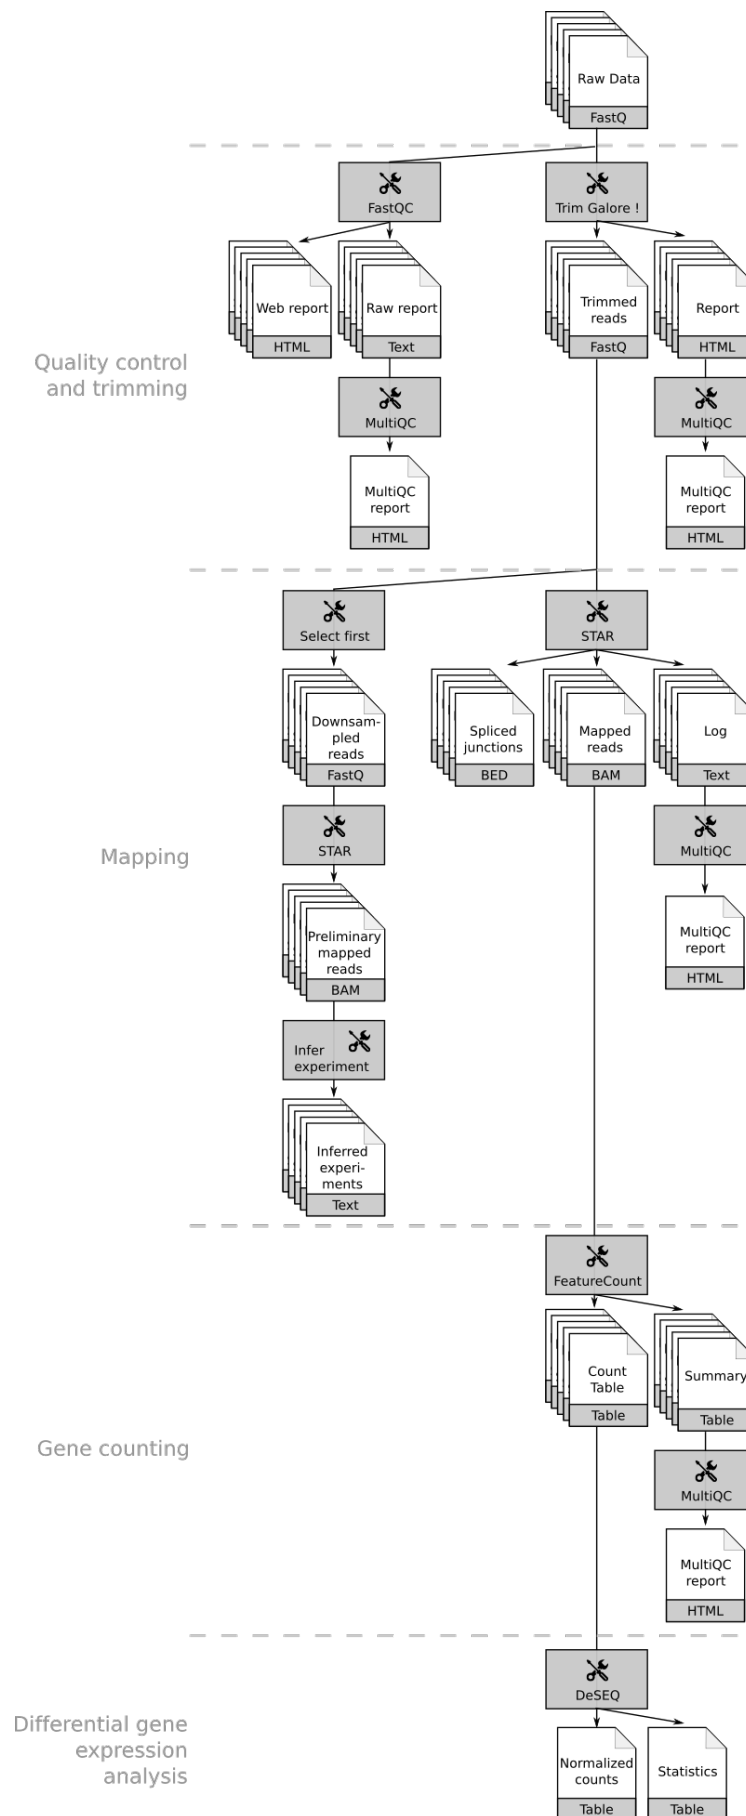 Raw Data
FastQ
FastQC
Trim Galore !
Web report
HTML
Raw report
Text
Trimmed
reads
FastQ
Report
HTML
Quality control
and trimming
MultiQC
MultiQC
MultiQC
report
HTML
MultiQC
report
HTML
Select first
STAR
Downsam-
pled
reads
FastQ
Spliced
junctions
BED
Mapped
reads
BAM
Log
Text
Mapping
STAR
MultiQC
Preliminary
mapped
reads
BAM
MultiQC
report
HTML
Infer
experiment
Inferred
experi-
ments
Text
FeatureCount
Count
Table
Table
Summary
Table
Gene counting
MultiQC
MultiQC
report
HTML
DeSEQ
Differential gene
expression
analysis
Normalized
counts
Table
Statistics
Table